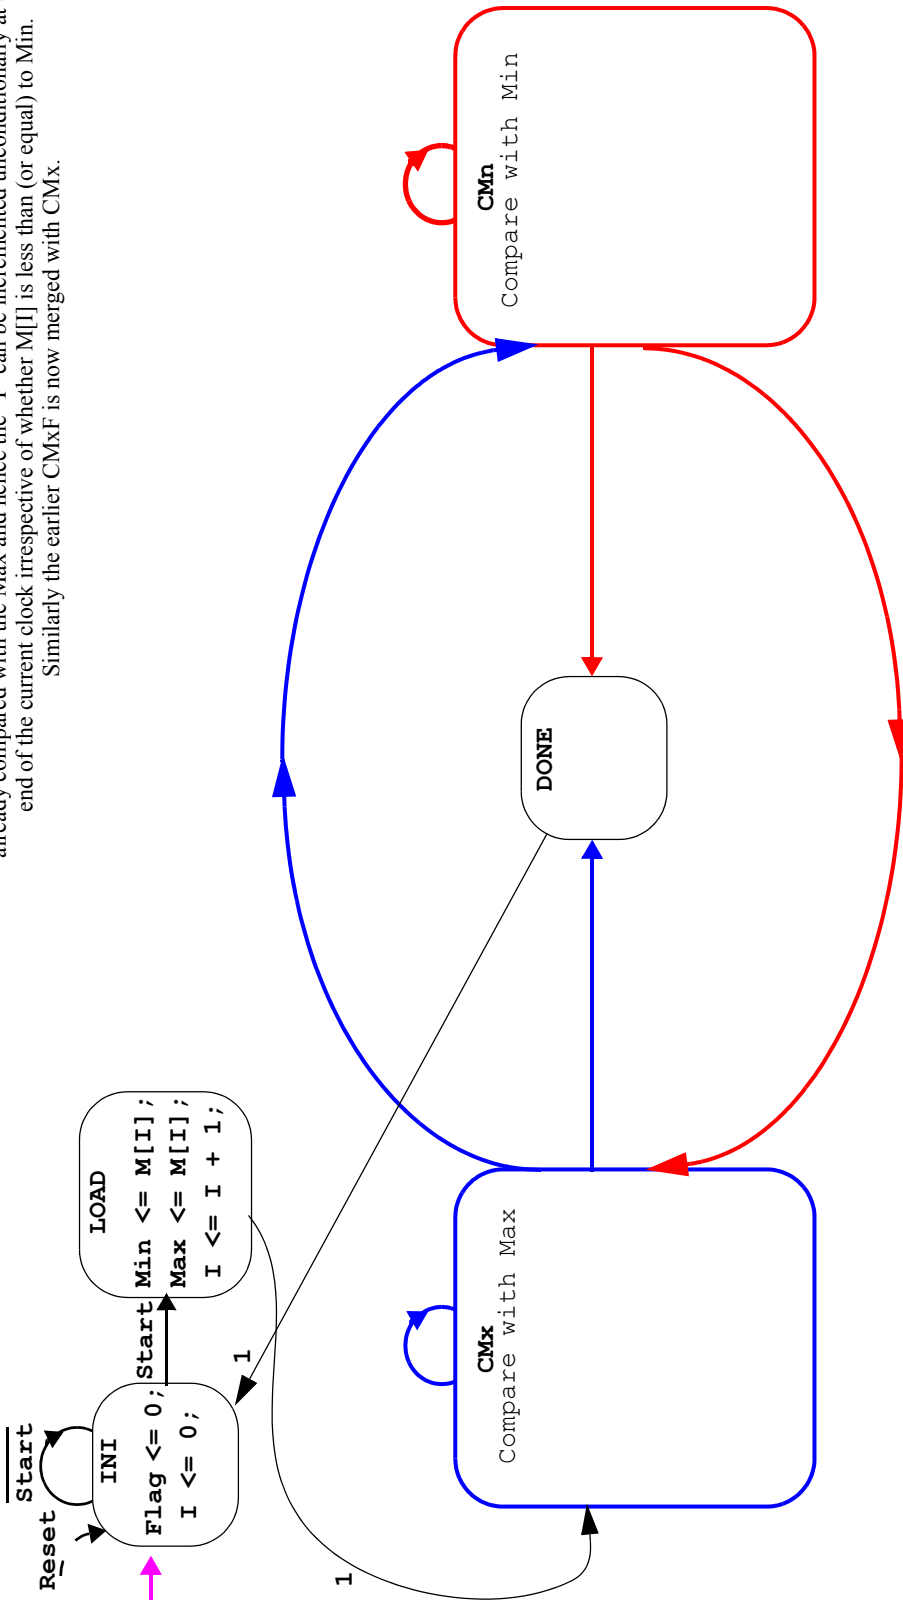 already compared with the Max and hence the "I" can be incremented unconditionally at
end of the current clock irrespective of whether M[I] is less than (or equal) to Min.
Similarly the earlier CMxF is now merged with CMx.
Start
Reset
INI
Flag <= 0;
I <= 0;
Start
LOAD
Min <= M[I];
Max <= M[I];
I <= I + 1;
1
1
CMx
Compare with Max
DONE
CMn
Compare with Min